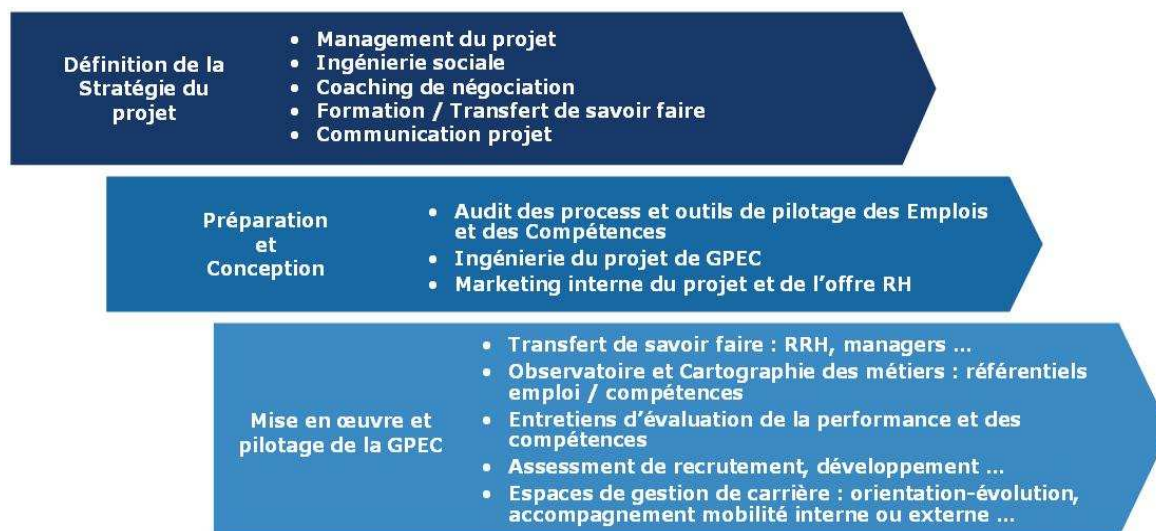 Définition de la
Stratégie du
projet
• Management du projet
• Ingénierie sociale
• Coaching de négociation
• Formation / Transfert de savoir faire
• Communication projet
Préparation
et
Conception
• Audit des process et outils de pilotage des Emplois
et des Compétences
• Ingénierie du projet de GPEC
• Marketing interne du projet et de l'offre RH
Mise en œuvre et
pilotage de la GPEC
• Transfert de savoir faire : RRH, managers ...
• Observatoire et Cartographie des métiers : référentiels
emploi / compétences
• Entretiens d'évaluation de la performance et des
compétences
• Assessment de recrutement, développement ...
• Espaces de gestion de carrière : orientation-évolution,
accompagnement mobilité interne ou externe ...